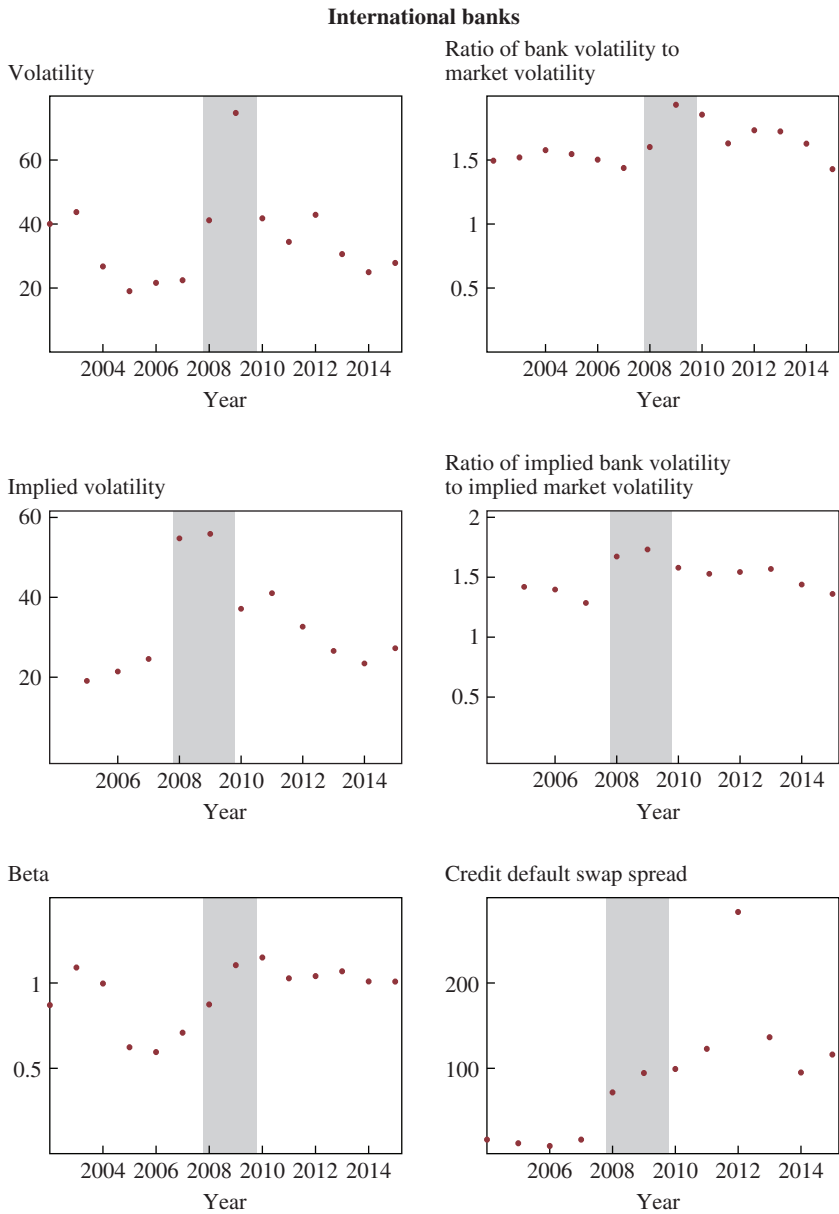 International banks
Volatility
60
40
20
2004 2006 2008 2010 2012 2014
Year
Ratio of bank volatility to
market volatility
1.5
1
0.5
2004 2006 2008 2010 2012 2014
Year
Implied volatility
60
40
20
2006 2008 2010 2012 2014
Year
Ratio of implied bank volatility
to implied market volatility
2
1.5
1
0.5
2006 2008 2010 2012 2014
Year
Beta
1
0.5
2004 2006 2008 2010 2012 2014
Year
Credit default swap spread
200
100
2004 2006 2008 2010 2012 2014
Year